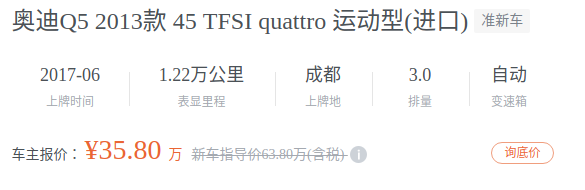 奥迪Q5 2013款 45 TFSI quattro 运动型(进口) 准新车
2017-06 1.22万公里 成都 3.0 自动
上牌时间 表显里程 上牌地 排量 变速箱
车主报价： ¥35.80 万 新车指导价63.80万(含税) i 询底价